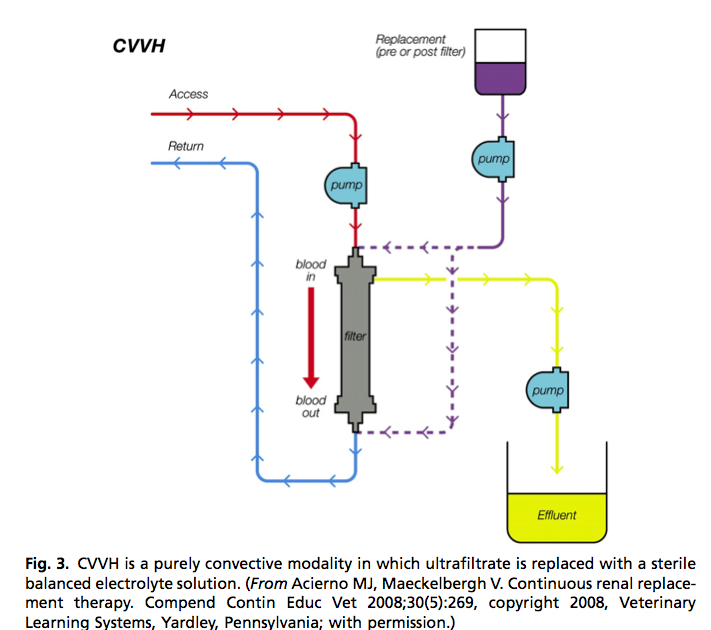 CVVH
Replacement
(pre or post filter)
Access
Return
pump
pump
blood
in
filter
blood
out
pump
Effluent
Fig. 3. CVVH is a purely convective modality in which ultrafiltrate is replaced with a sterile
balanced electrolyte solution. (From Acierno MJ, Maeckelbergh V. Continuous renal replace-
ment therapy. Compend Contin Educ Vet 2008;30(5):269, copyright 2008, Veterinary
Learning Systems, Yardley, Pennsylvania; with permission.)